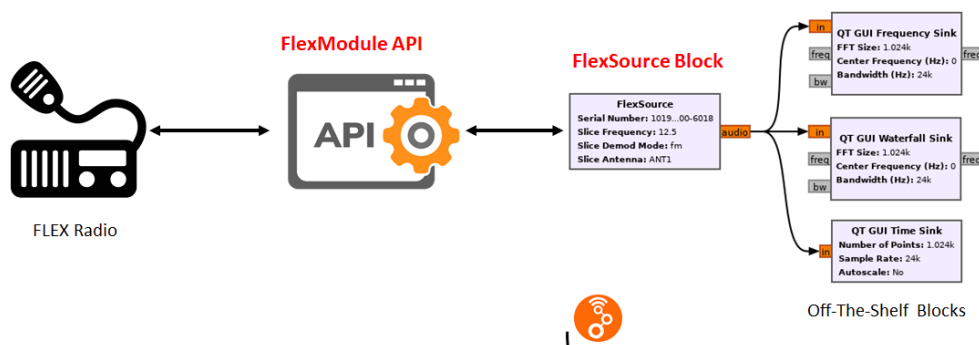 FlexModule API
FlexSource Block
API
FLEX Radio
FlexSource
Serial Number: 1019...00-6018
Slice Frequency: 12.5
Slice Demod Mode: fm
Slice Antenna: ANT1
audio
in
freq
bw
QT GUI Frequency Sink
FFT Size: 1.024k
Center Frequency (Hz): 0
Bandwidth (Hz): 24k
freq
in
freq
bw
QT GUI Waterfall Sink
FFT Size: 1.024k
Center Frequency (Hz): 0
Bandwidth (Hz): 24k
freq
in
QT GUI Time Sink
Number of Points: 1.024k
Sample Rate: 24k
Autoscale: No
Off-The-Shelf Blocks